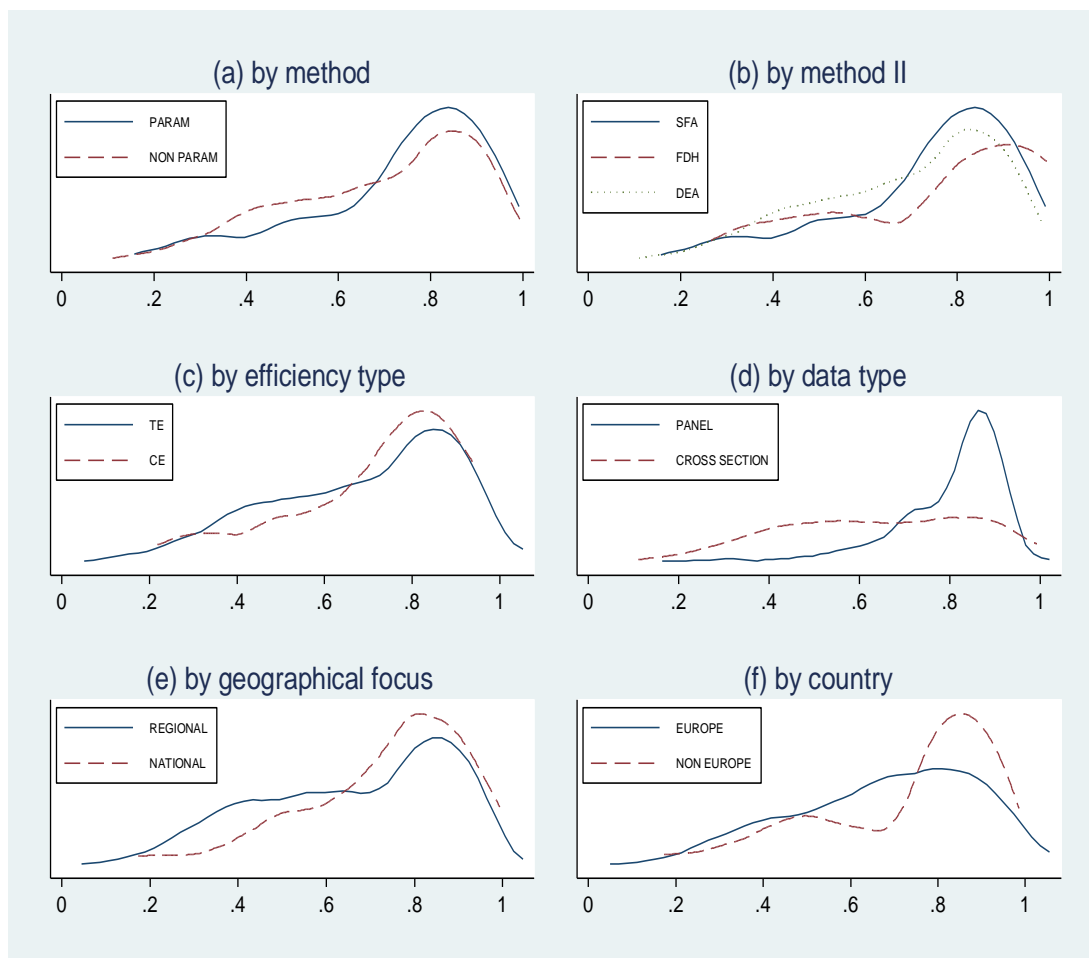 (a) by method
PARAM
NON PARAM
0 .2 .4 .6 .8 1
(b) by method II
SFA
FDH
DEA
0 .2 .4 .6 .8 1
(c) by efficiency type
TE
CE
0 .2 .4 .6 .8 1
(d) by data type
PANEL
CROSS SECTION
0 .2 .4 .6 .8 1
(e) by geographical focus
REGIONAL
NATIONAL
0 .2 .4 .6 .8 1
(f) by country
EUROPE
NON EUROPE
0 .2 .4 .6 .8 1